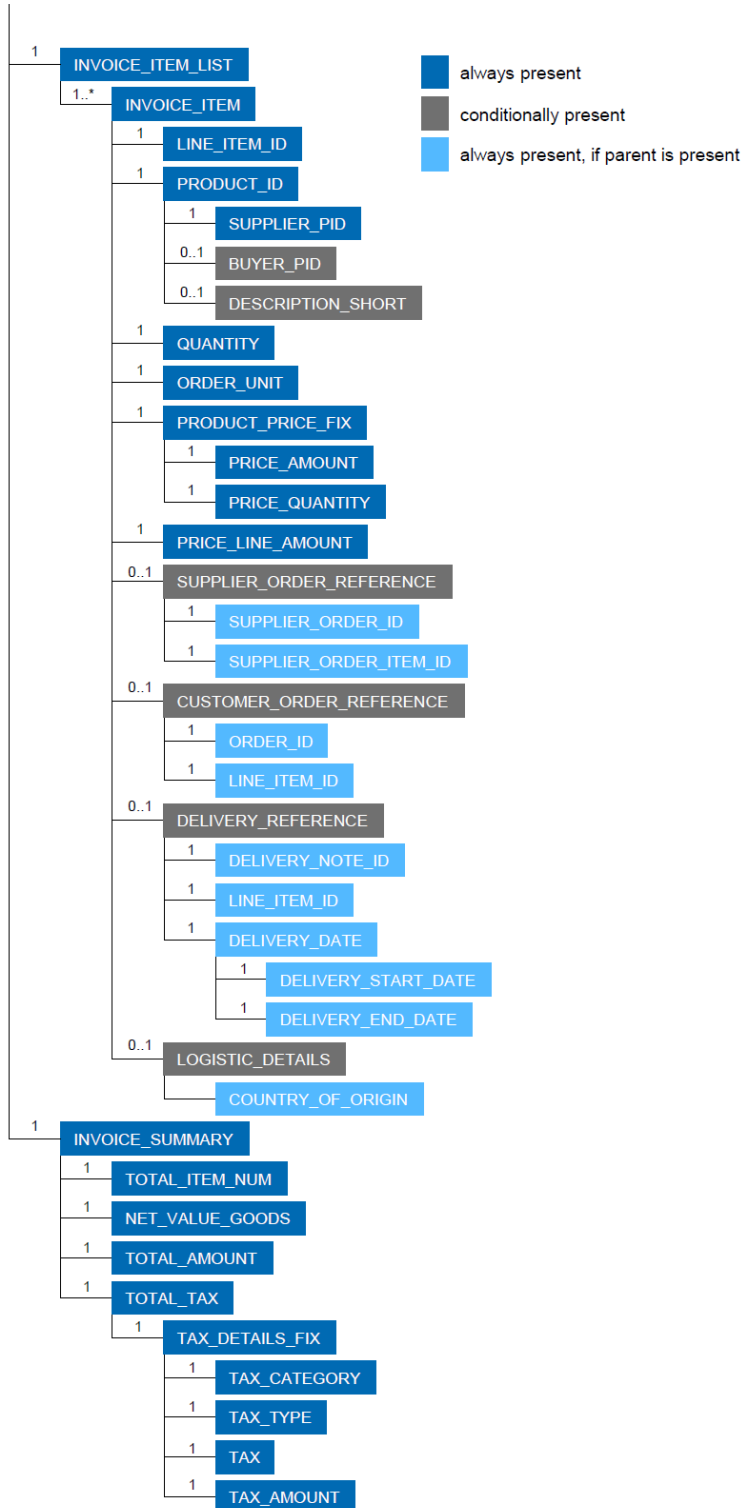 1
INVOICE_ITEM_LIST
always present
1..*
INVOICE_ITEM
conditionally present
1
LINE_ITEM_ID
always present, if parent is present
1
PRODUCT_ID
1
SUPPLIER_PID
0..1
BUYER_PID
0..1
DESCRIPTION_SHORT
1
QUANTITY
1
ORDER_UNIT
1
PRODUCT_PRICE_FIX
1
PRICE_AMOUNT
1
PRICE_QUANTITY
1
PRICE_LINE_AMOUNT
0..1
SUPPLIER_ORDER_REFERENCE
1
SUPPLIER_ORDER_ID
1
SUPPLIER_ORDER_ITEM_ID
0..1
CUSTOMER_ORDER_REFERENCE
1
ORDER_ID
1
LINE_ITEM_ID
0..1
DELIVERY_REFERENCE
1
DELIVERY_NOTE_ID
1
LINE_ITEM_ID
1
DELIVERY_DATE
1
DELIVERY_START_DATE
1
DELIVERY_END_DATE
0..1
LOGISTIC_DETAILS
COUNTRY_OF_ORIGIN
1
INVOICE_SUMMARY
1
TOTAL_ITEM_NUM
1
NET_VALUE_GOODS
1
TOTAL_AMOUNT
1
TOTAL_TAX
1
TAX_DETAILS_FIX
1
TAX_CATEGORY
1
TAX_TYPE
1
TAX
1
TAX_AMOUNT